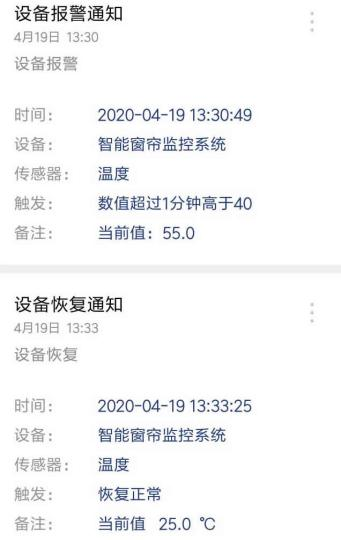 设备报警通知
4月19日 13:30
设备报警
时间： 2020-04-19 13:30:49
设备： 智能窗帘监控系统
传感器： 温度
触发： 数值超过1分钟高于40
备注： 当前值：55.0
设备恢复通知
4月19日 13:33
设备恢复
时间： 2020-04-19 13:33:25
设备： 智能窗帘监控系统
传感器： 温度
触发： 恢复正常
备注： 当前值 25.0 ℃